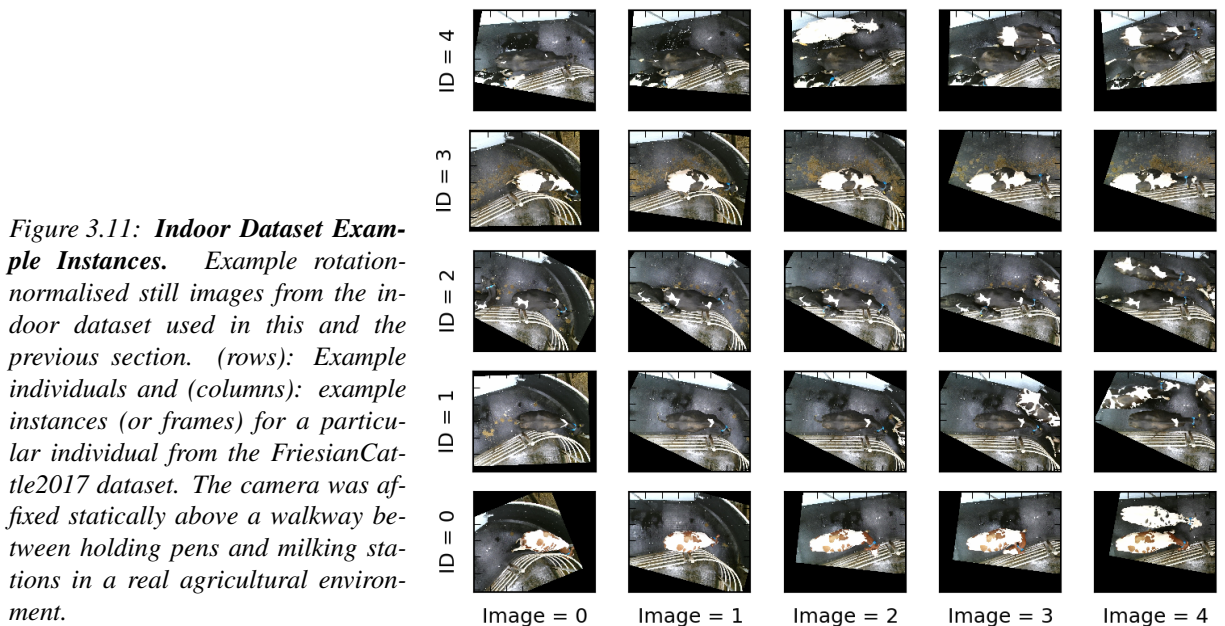 Figure 3.11: Indoor Dataset Exam-
ple Instances. Example rotation-
normalised still images from the in-
door dataset used in this and the
previous section. (rows): Example
individuals and (columns): example
instances (or frames) for a particu-
lar individual from the FriesianCat-
tle2017 dataset. The camera was af-
fixed statically above a walkway be-
tween holding pens and milking sta-
tions in a real agricultural environ-
ment.
ID = 4
ID = 3
ID = 2
ID = 1
ID = 0
Image = 0 Image = 1 Image = 2 Image = 3 Image = 4